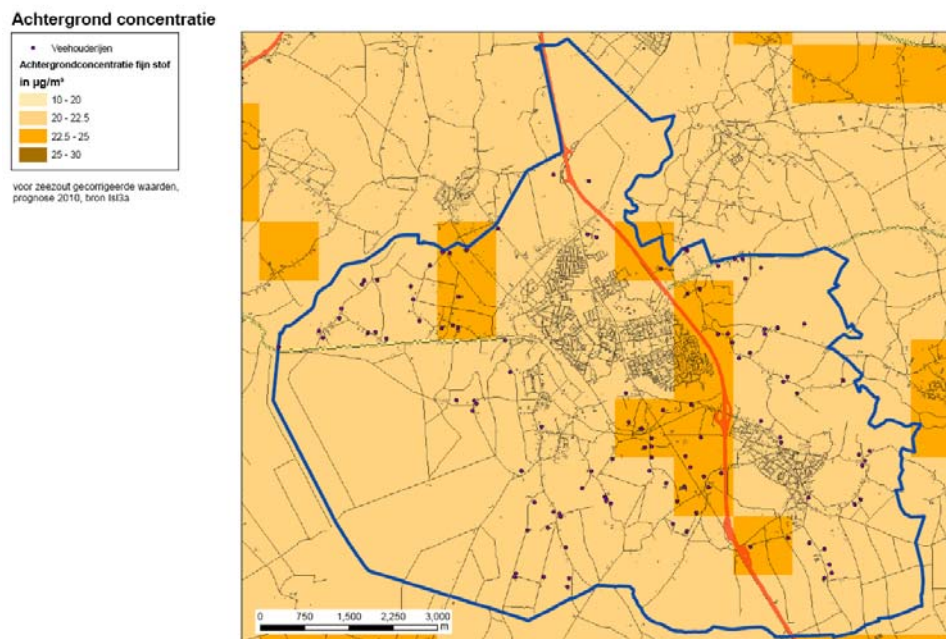 Achtergrond concentratie
Veehouderijen
Achtergrondconcentratie fijn stof
in µg/m³
10 - 20
20 - 22.5
22.5 - 25
25 - 30
voor zeezout gecorrigeerde waarden,
prognose 2010, bron Isl3a
0 750 1,500 2,250 3,000
m